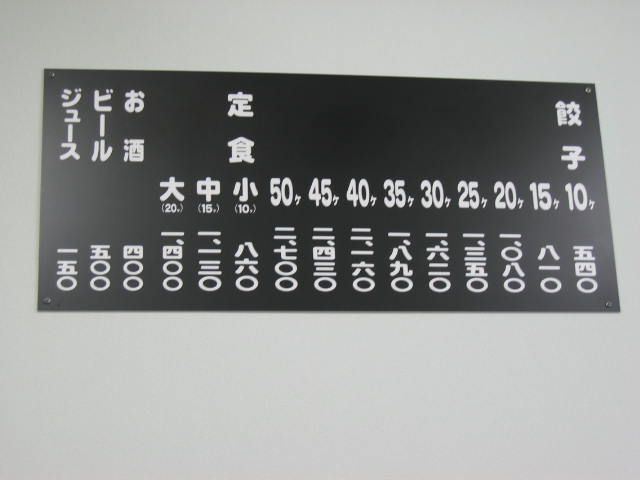 餃子
10ヶ 五四〇
15ヶ 八一〇
20ヶ 一、〇八〇
25ヶ 一、三五〇
30ヶ 一、六二〇
35ヶ 一、八九〇
40ヶ 二、一六〇
45ヶ 二、四三〇
50ヶ 二、七〇〇
定食
小(10ヶ) 八六〇
中(15ヶ) 一、一三〇
大(20ヶ) 一、四〇〇
お酒 四〇〇
ビール 五〇〇
ジュース 一五〇